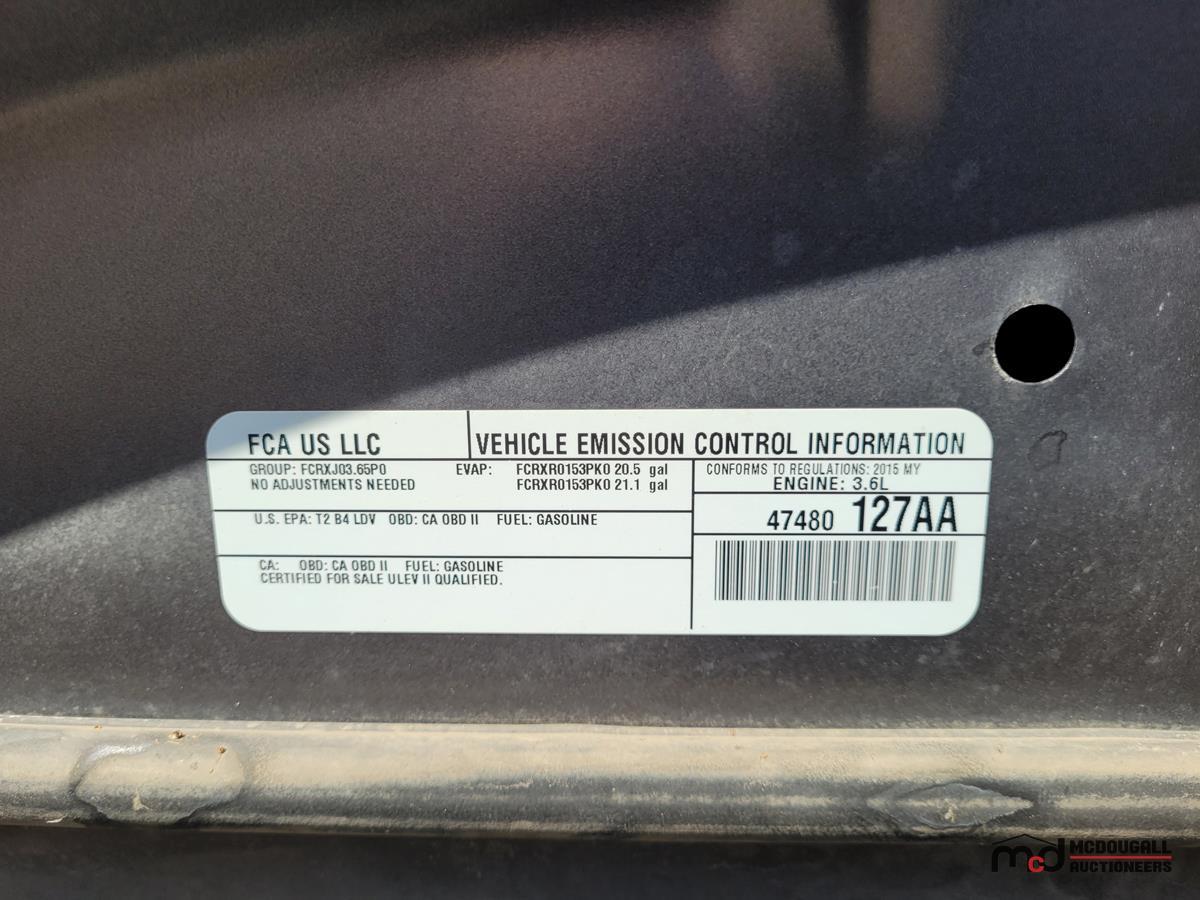 FCA US LLC
VEHICLE EMISSION CONTROL INFORMATION
GROUP: FCRXJ03.65P0
NO ADJUSTMENTS NEEDED
EVAP: FCRXR0153PK0 20.5 gal
FCRXR0153PK0 21.1 gal
CONFORMS TO REGULATIONS: 2015 MY
ENGINE: 3.6L
U.S. EPA: T2 B4 LDV OBD: CA OBD II FUEL: GASOLINE
47480 127AA
CA: OBD: CA OBD II FUEL: GASOLINE
CERTIFIED FOR SALE ULEV II QUALIFIED.
mcd MCDOUGALL
AUCTIONEERS